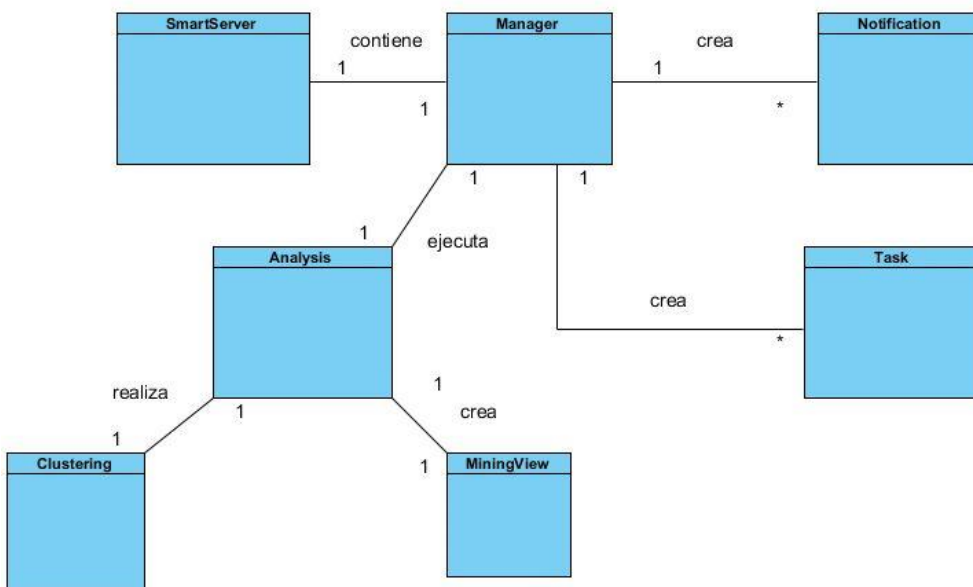 SmartServer
Manager
Notification
contiene
crea
1
1
1
*
1
1
1
ejecuta
Analysis
Task
crea
*
realiza
1
1
crea
1
1
Clustering
MiningView